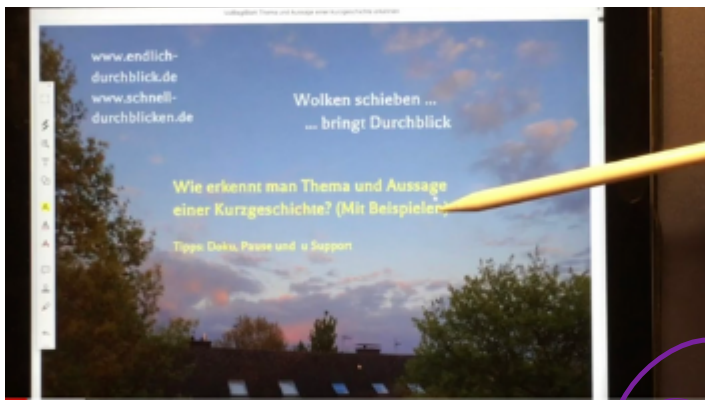 www.endlich-
durchblick.de
www.schnell-
durchblicken.de
Wolken schieben ...
.... bringt Durchblick
Wie erkennt man Thema und Aussage
einer Kurzgeschichte? (Mit Beispielen)
Tipps: Doku, Pause und u Support